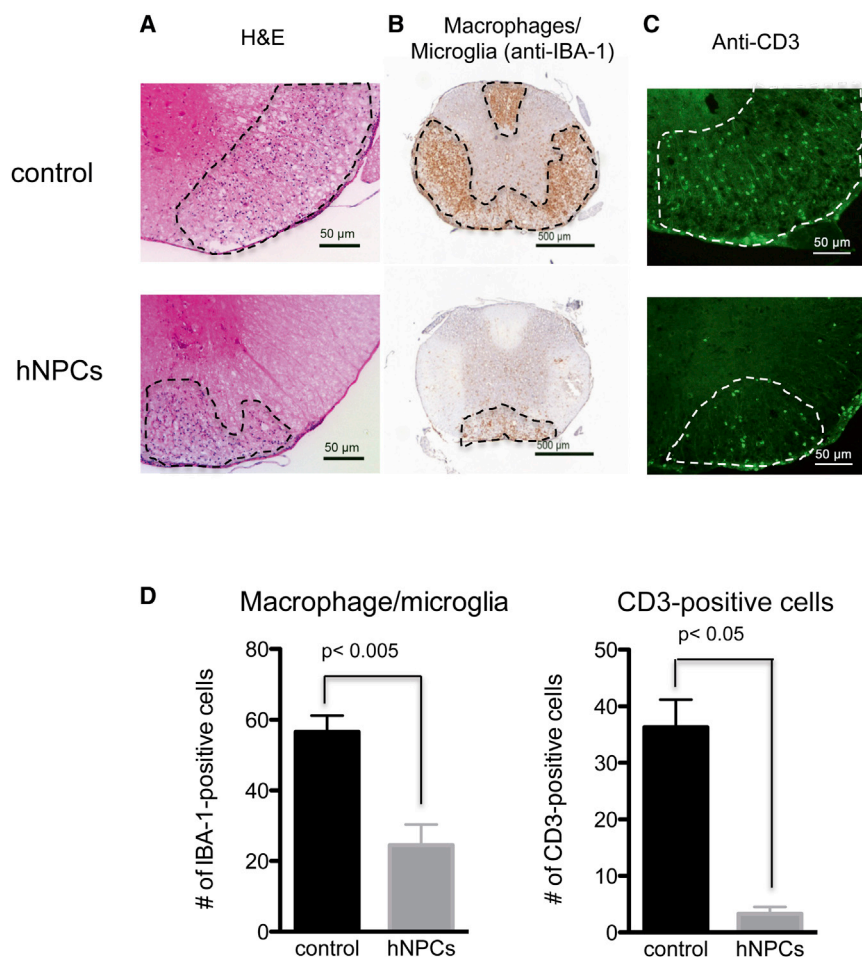 A
H&E
B
Macrophages/
Microglia (anti-IBA-1)
C
Anti-CD3
control
50 µm
500 µm
50 µm
hNPCs
50 µm
500 µm
50 µm
D
Macrophage/microglia
p< 0.005
# of IBA-1-positive cells
80
60
40
20
0
control
hNPCs
CD3-positive cells
p< 0.05
# of CD3-positive cells
50
40
30
20
10
0
control
hNPCs